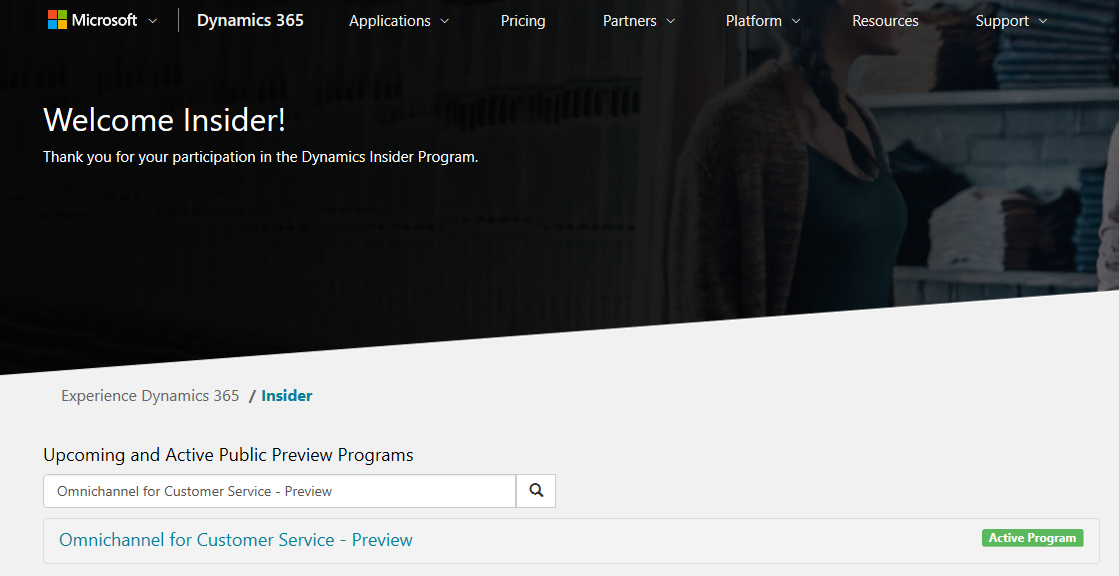 Microsoft Dynamics 365 Applications Pricing Partners Platform Resources Support
Welcome Insider!
Thank you for your participation in the Dynamics Insider Program.
Experience Dynamics 365 / Insider
Upcoming and Active Public Preview Programs
Omnichannel for Customer Service - Preview
Omnichannel for Customer Service - Preview Active Program